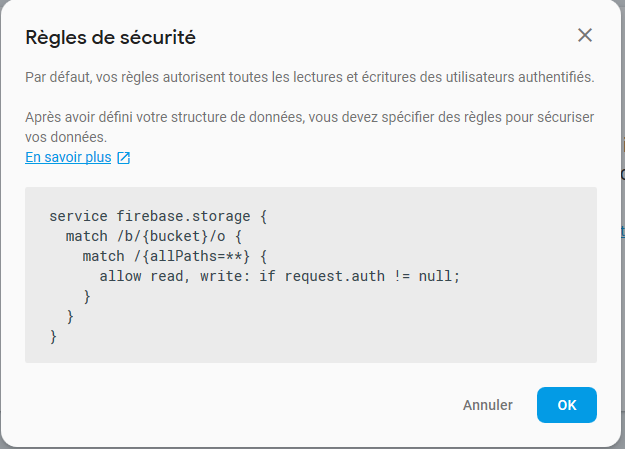 Règles de sécurité
Par défaut, vos règles autorisent toutes les lectures et écritures des utilisateurs authentifiés.
Après avoir défini votre structure de données, vous devez spécifier des règles pour sécuriser
vos données.
En savoir plus
service firebase.storage {
  match /b/{bucket}/o {
    match /{allPaths=**} {
      allow read, write: if request.auth != null;
    }
  }
}
Annuler
OK